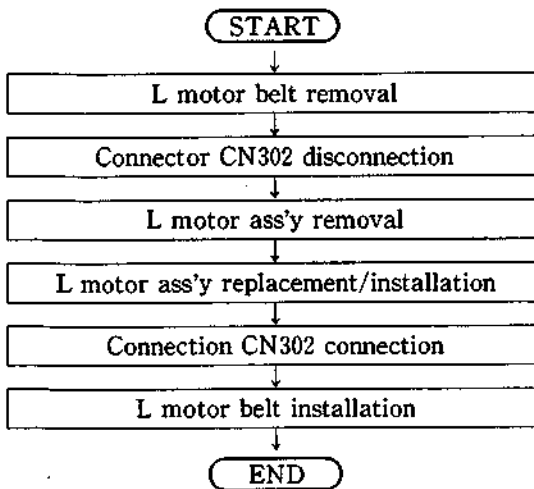 START
L motor belt removal
Connector CN302 disconnection
L motor ass'y removal
L motor ass'y replacement/installation
Connection CN302 connection
L motor belt installation
END